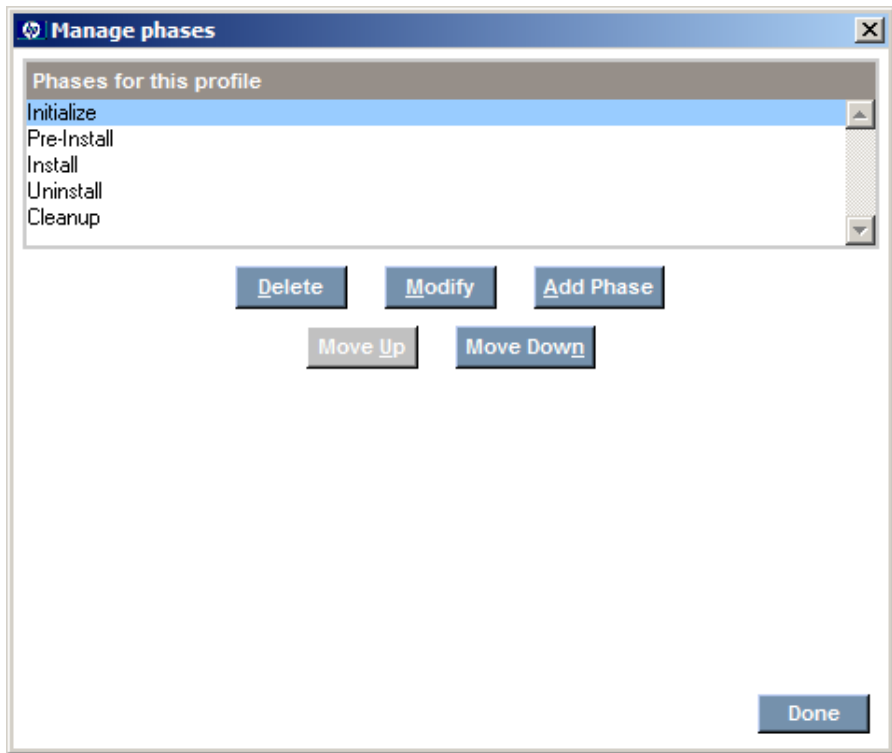 Manage phases
Phases for this profile
Initialize
Pre-Install
Install
Uninstall
Cleanup
Delete Modify Add Phase
Move Up Move Down
Done